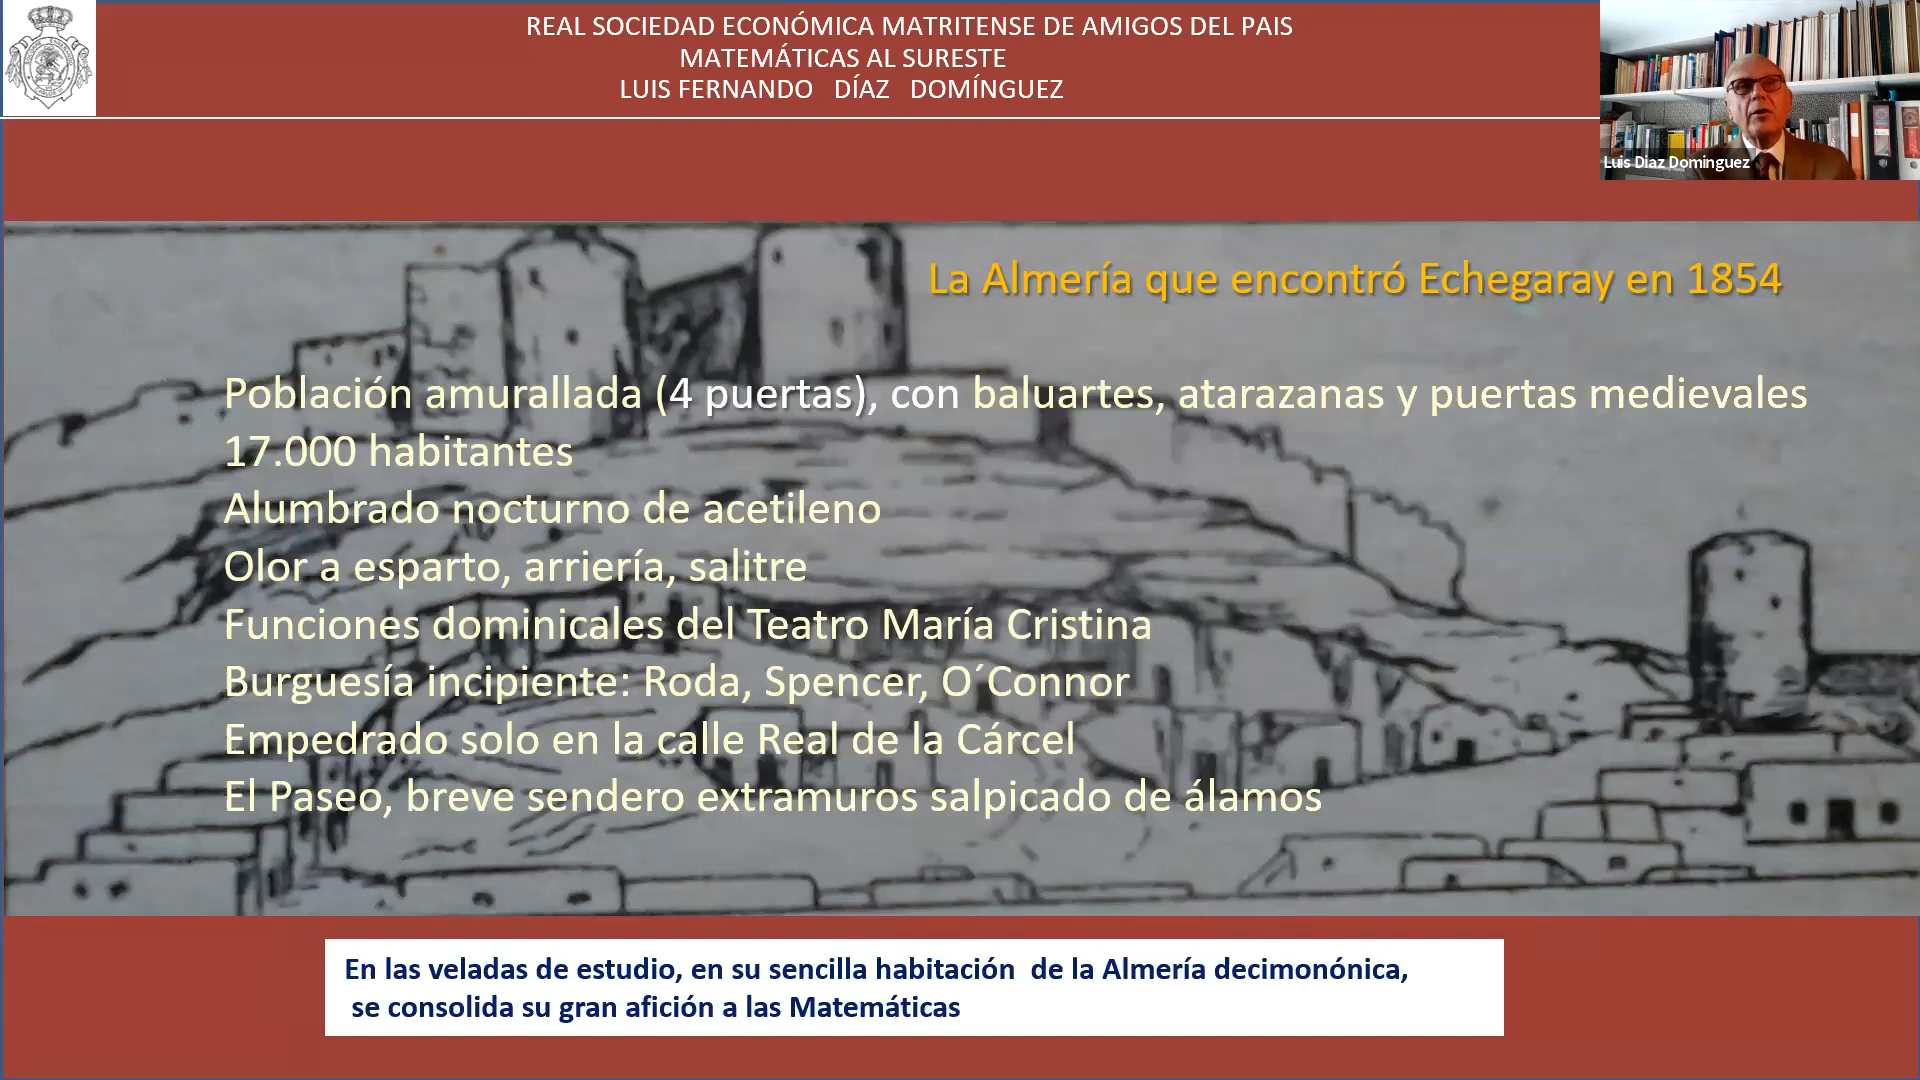 REAL SOCIEDAD ECONÓMICA MATRITENSE DE AMIGOS DEL PAIS
MATEMÁTICAS AL SURESTE
LUIS FERNANDO DÍAZ DOMÍNGUEZ
Luis Diaz Dominguez
La Almería que encontró Echegaray en 1854
Población amurallada (4 puertas), con baluartes, atarazanas y puertas medievales
17.000 habitantes
Alumbrado nocturno de acetileno
Olor a esparto, arriería, salitre
Funciones dominicales del Teatro María Cristina
Burguesía incipiente: Roda, Spencer, O´Connor
Empedrado solo en la calle Real de la Cárcel
El Paseo, breve sendero extramuros salpicado de álamos
En las veladas de estudio, en su sencilla habitación de la Almería decimonónica,
se consolida su gran afición a las Matemáticas